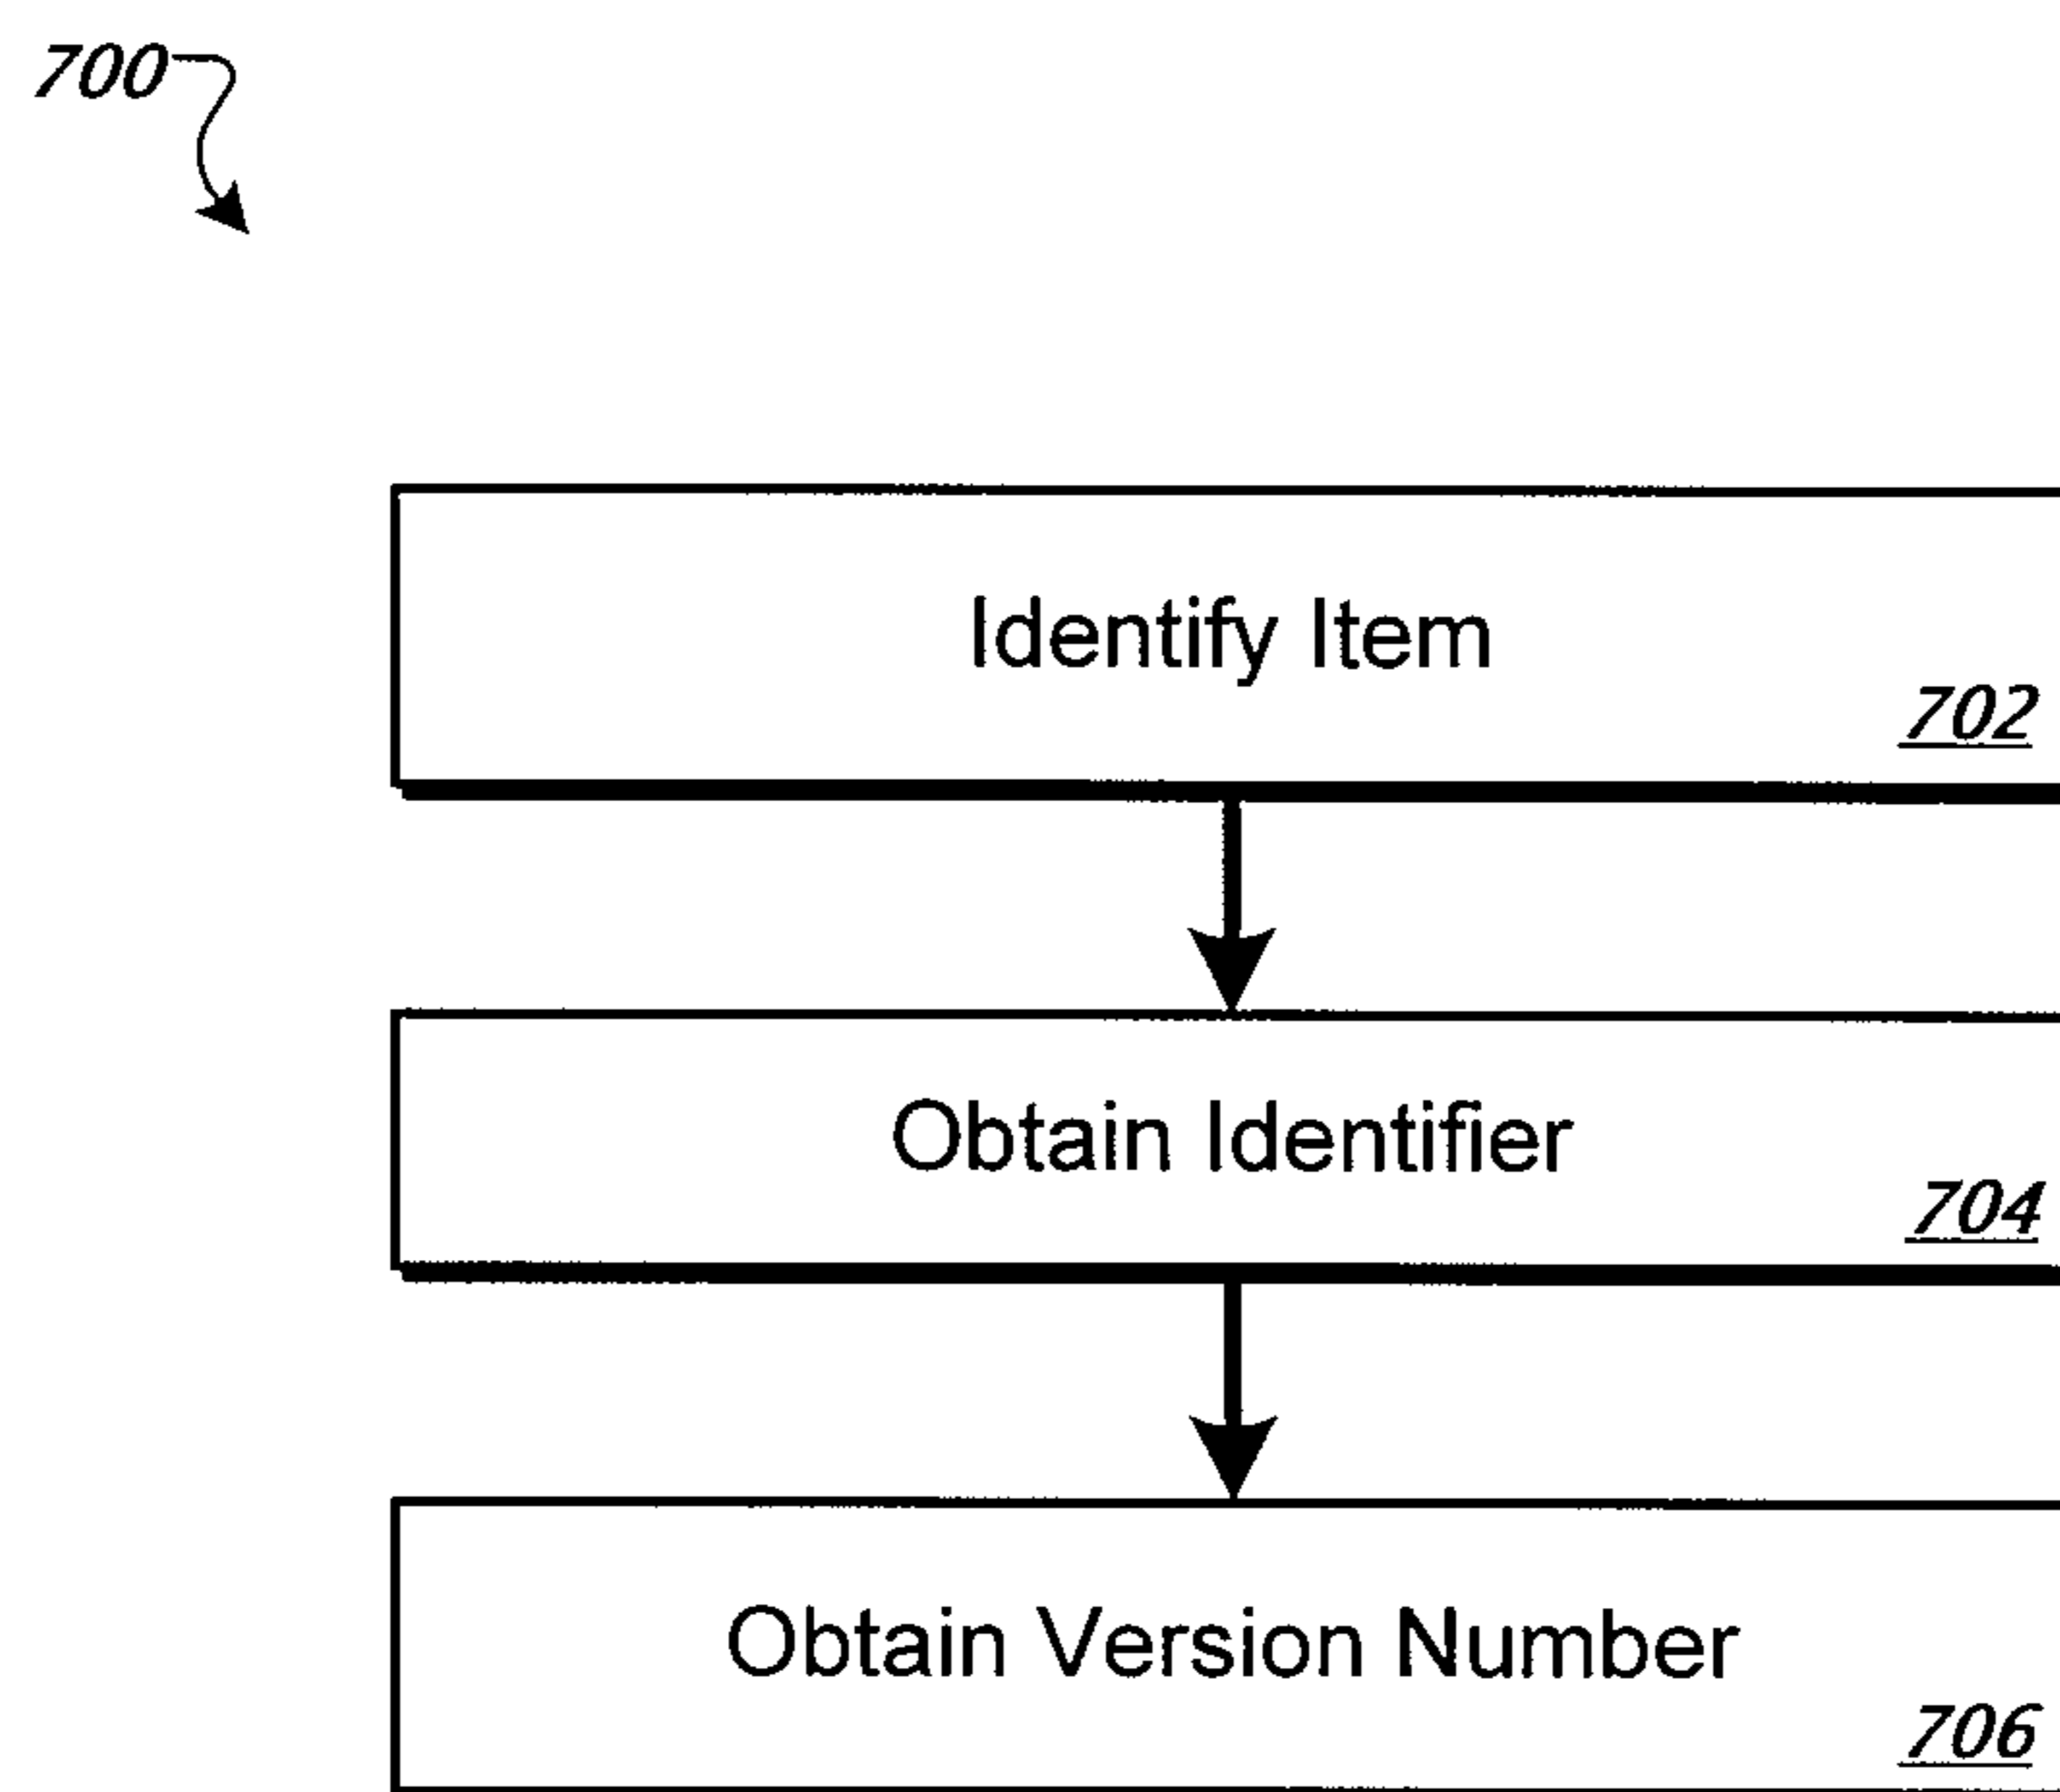 700
Identify Item
702
Obtain Identifier
704
Obtain Version Number
706